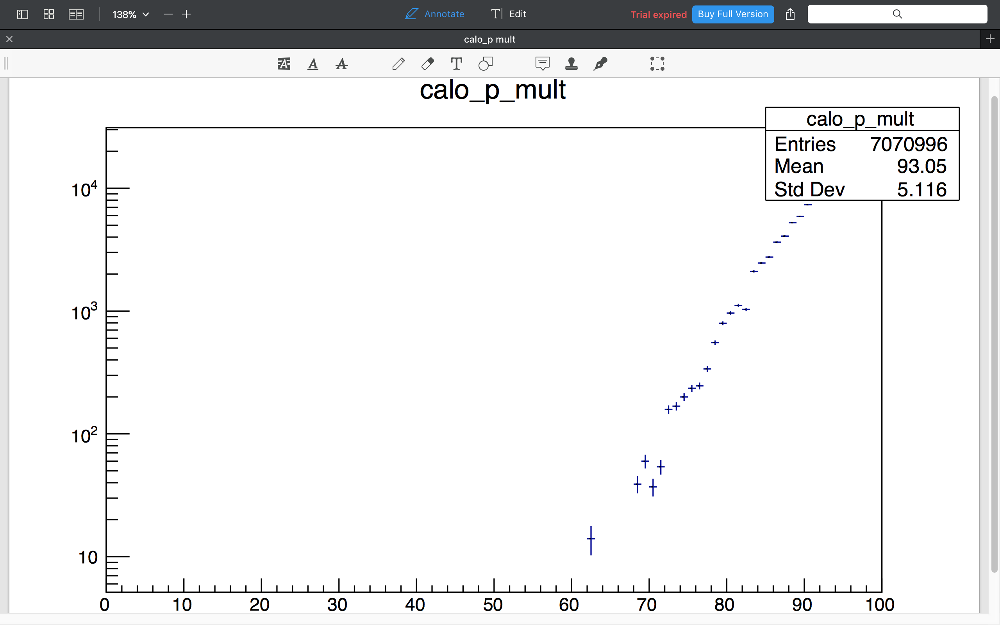 138% Annotate T Edit Trial expired Buy Full Version
calo_p mult
A A A T
calo_p_mult
calo_p_mult
Entries 7070996
Mean 93.05
Std Dev 5.116
10⁴
10³
10²
10
0 10 20 30 40 50 60 70 80 90 100